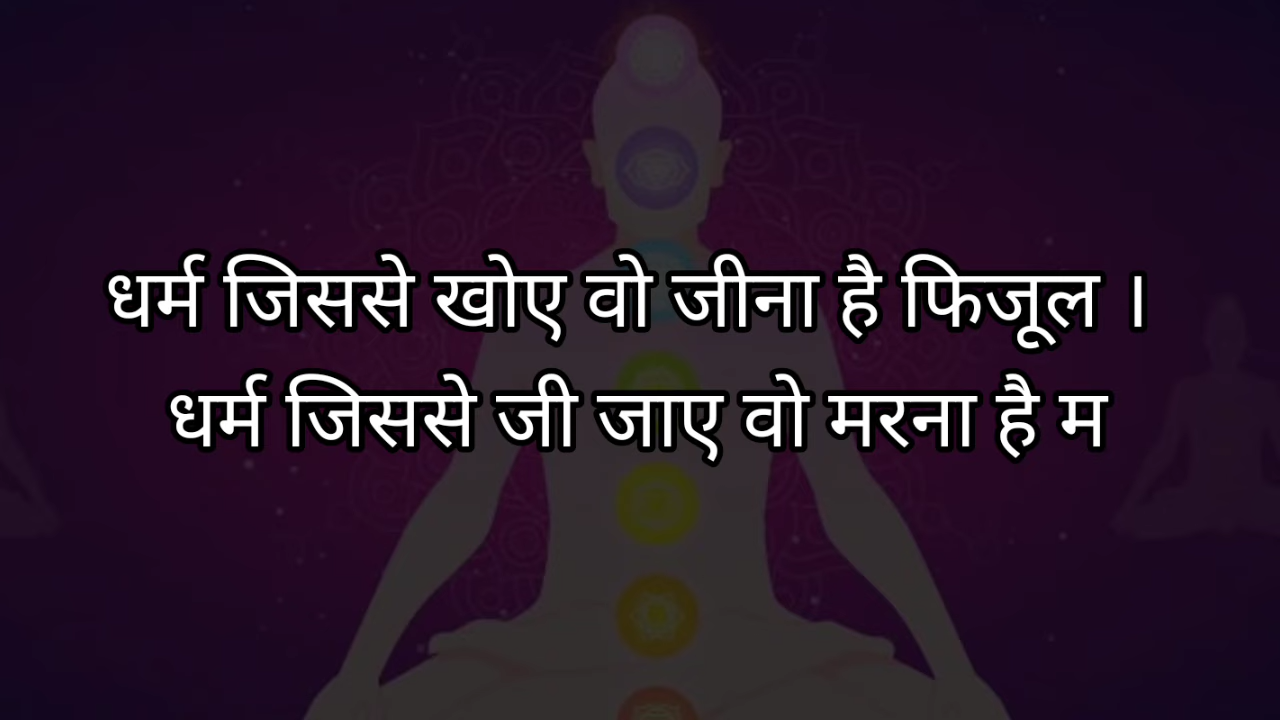 धर्म जिससे खोए वो जीना है फिजूल ।
धर्म जिससे जी जाए वो मरना है म